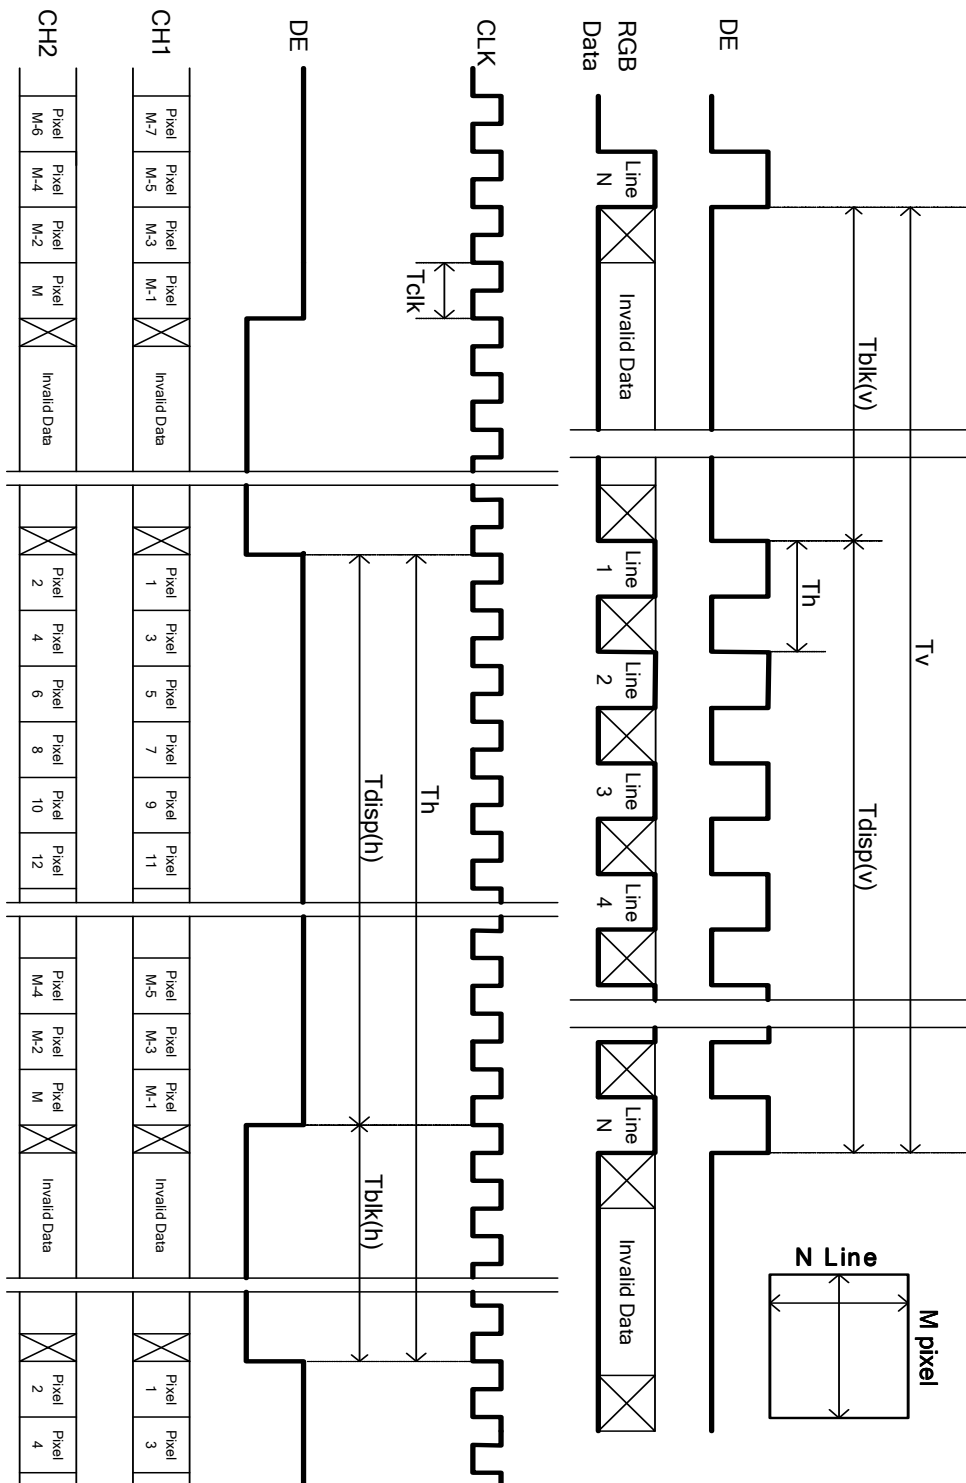 Tv
Tblk(v)
Tdisp(v)
Th
DE
RGB
Data
Line
N
Invalid Data
Line
1
Line
2
Line
3
Line
4
Line
N
Invalid Data
N Line
M pixel
CLK
Tclk
Th
Tdisp(h)
Tblk(h)
DE
CH1
Pixel
M-7
Pixel
M-5
Pixel
M-3
Pixel
M-1
Invalid Data
Pixel
1
Pixel
3
Pixel
5
Pixel
7
Pixel
9
Pixel
11
Pixel
M-5
Pixel
M-3
Pixel
M-1
Invalid Data
Pixel
1
Pixel
3
CH2
Pixel
M-6
Pixel
M-4
Pixel
M-2
Pixel
M
Invalid Data
Pixel
2
Pixel
4
Pixel
6
Pixel
8
Pixel
10
Pixel
12
Pixel
M-4
Pixel
M-2
Pixel
M
Invalid Data
Pixel
2
Pixel
4